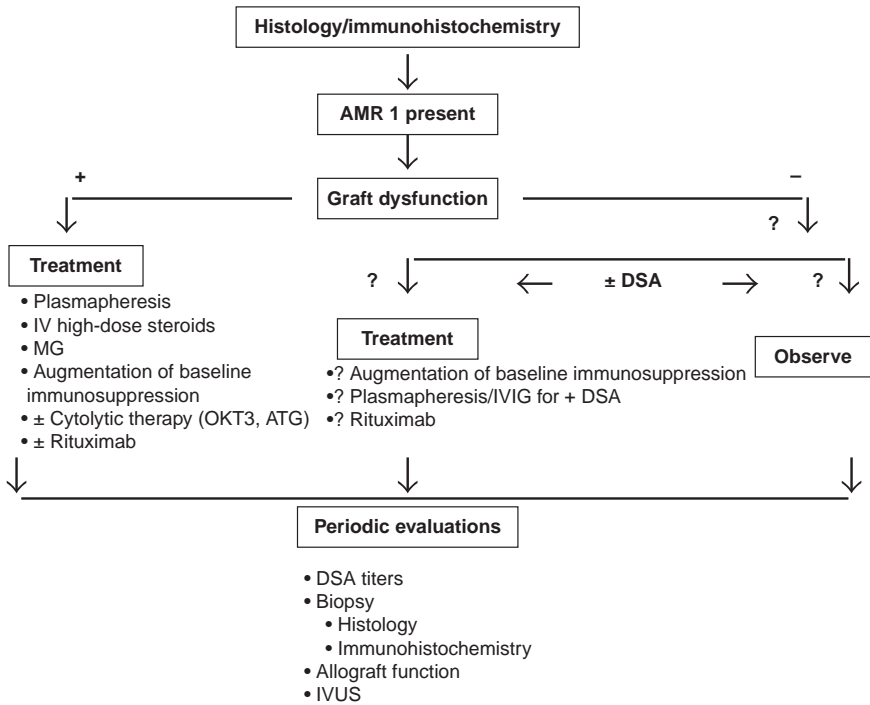 Histology/immunohistochemistry
AMR 1 present
+
Graft dysfunction
–
?
Treatment
• Plasmapheresis
• IV high-dose steroids
• MG
• Augmentation of baseline
immunosuppression
• ± Cytolytic therapy (OKT3, ATG)
• ± Rituximab
?
± DSA
?
Treatment
•? Augmentation of baseline immunosuppression
•? Plasmapheresis/IVIG for + DSA
•? Rituximab
Observe
Periodic evaluations
• DSA titers
• Biopsy
• Histology
• Immunohistochemistry
• Allograft function
• IVUS